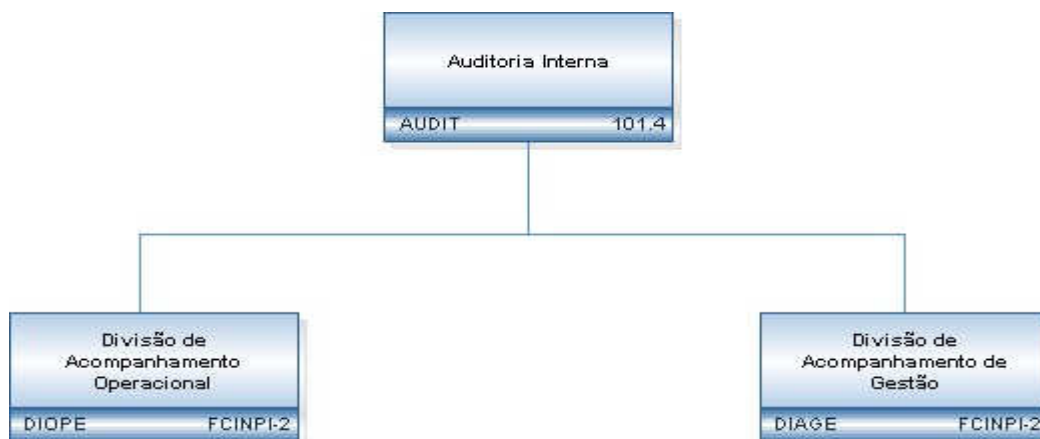 Auditoria Interna
AUDIT 101.4
Divisão de
Acompanhamento
Operacional
DIOPE FCINPI-2
Divisão de
Acompanhamento de
Gestão
DIAGE FCINPI-2